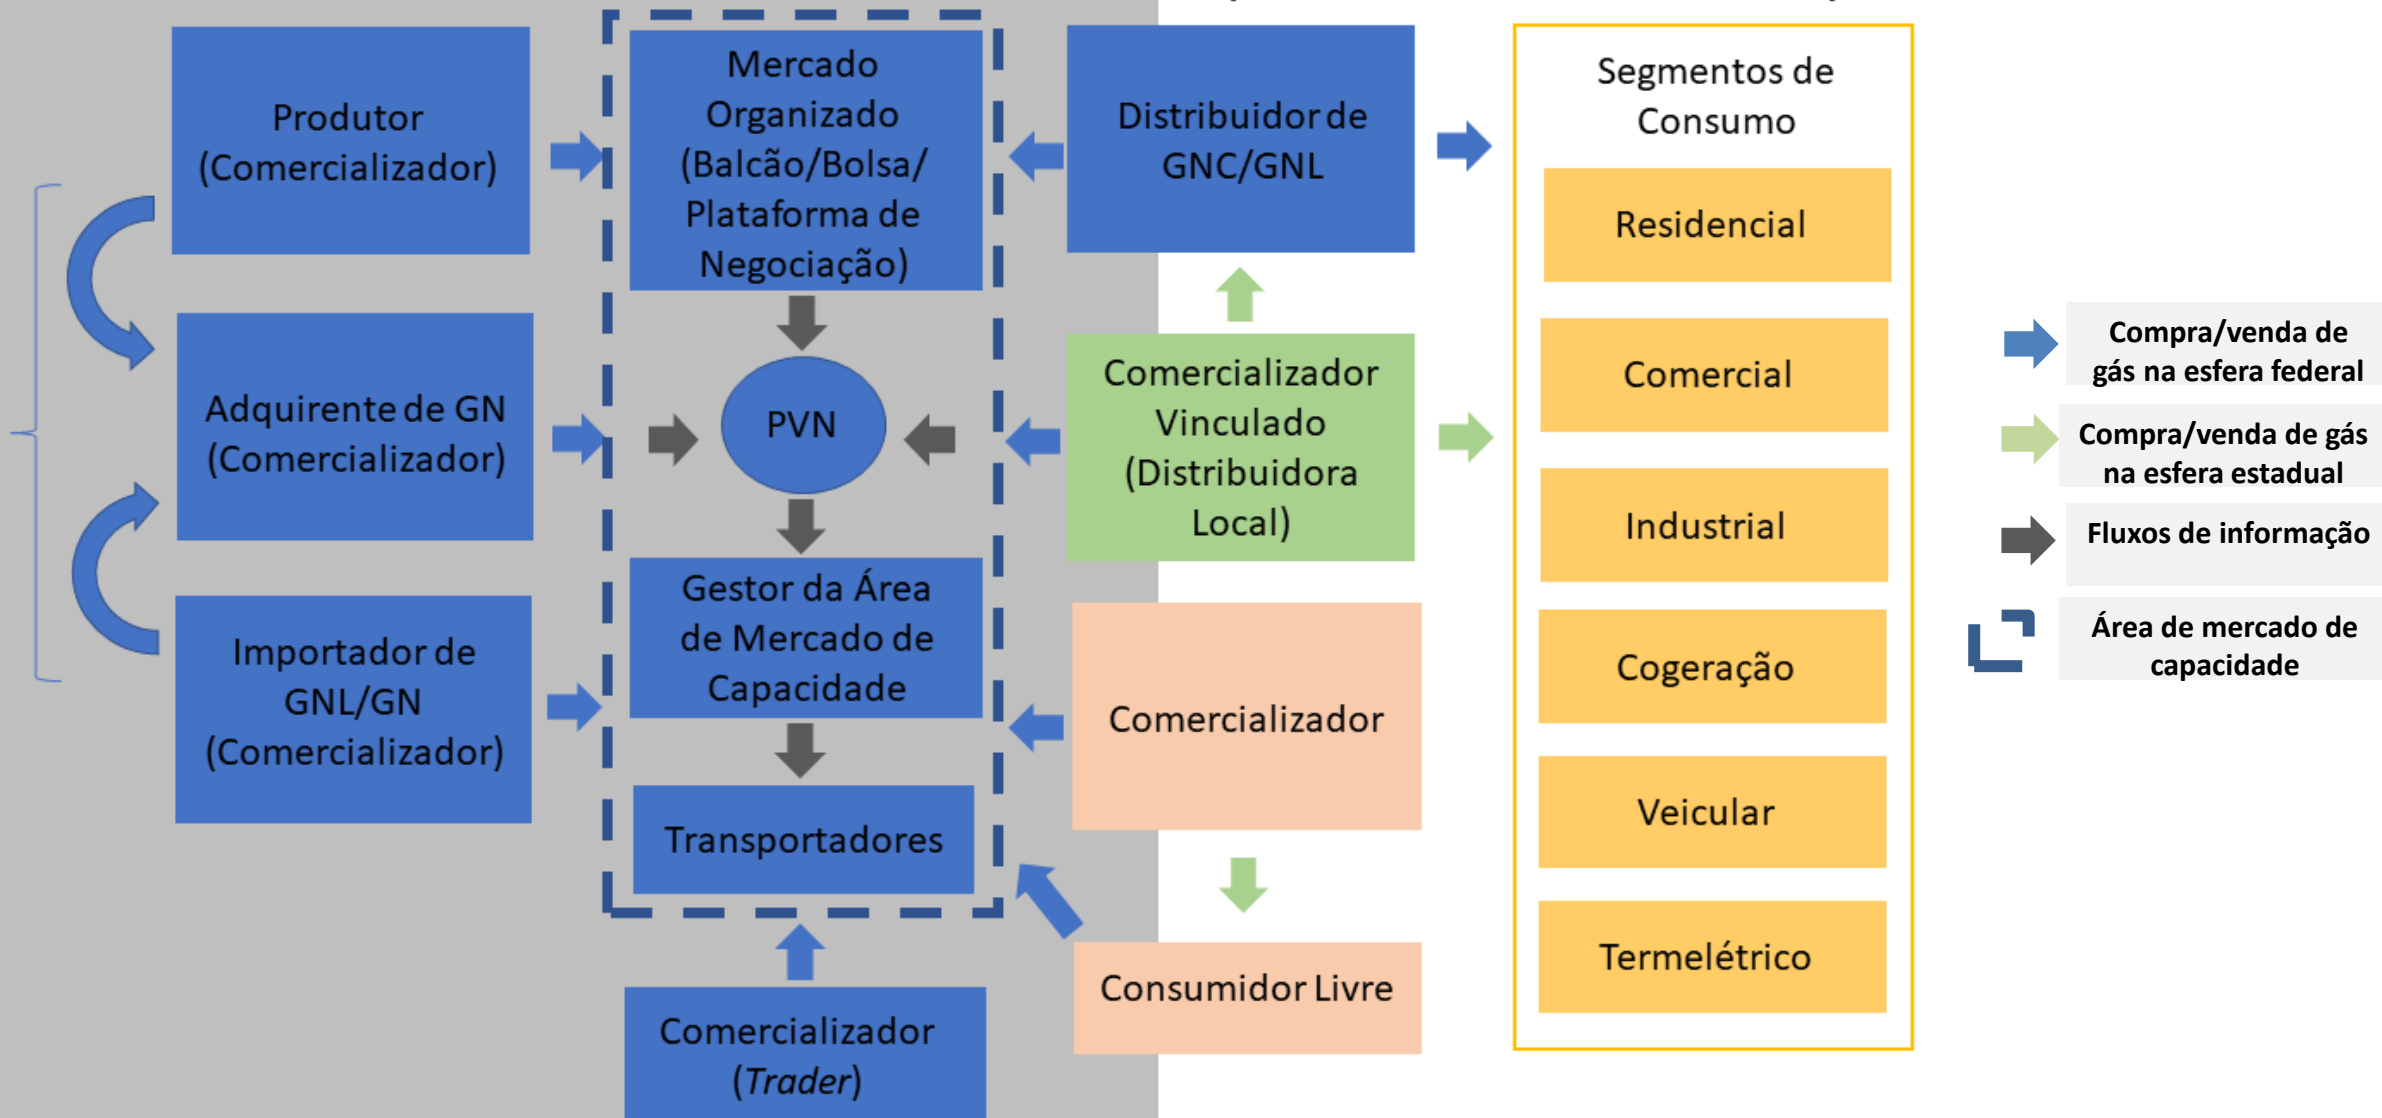 Produtor
(Comercializador)
Adquirente de GN
(Comercializador)
Importador de
GNL/GN
(Comercializador)
Mercado
Organizado
(Balcão/Bolsa/
Plataforma de
Negociação)
PVN
Gestor da Área
de Mercado de
Capacidade
Transportadores
Comercializador
(Trader)
Distribuidor de
GNC/GNL
Comercializador
Vinculado
(Distribuidora
Local)
Comercializador
Consumidor Livre
Segmentos de
Consumo
Residencial
Comercial
Industrial
Cogeração
Veicular
Termelétrico
Compra/venda de
gás na esfera federal
Compra/venda de gás
na esfera estadual
Fluxos de informação
Área de mercado de
capacidade